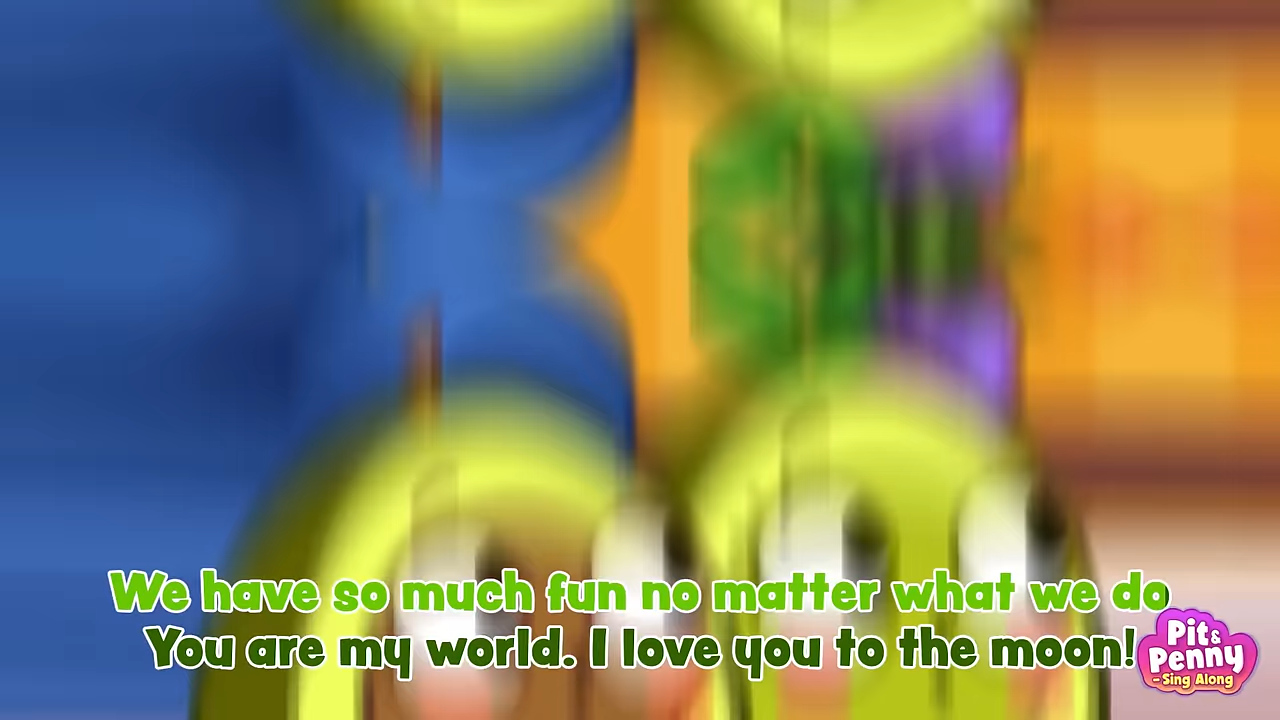 We have so much fun no matter what we do
You are my world. I love you to the moon!
Pit&
Penny
- Sing Along